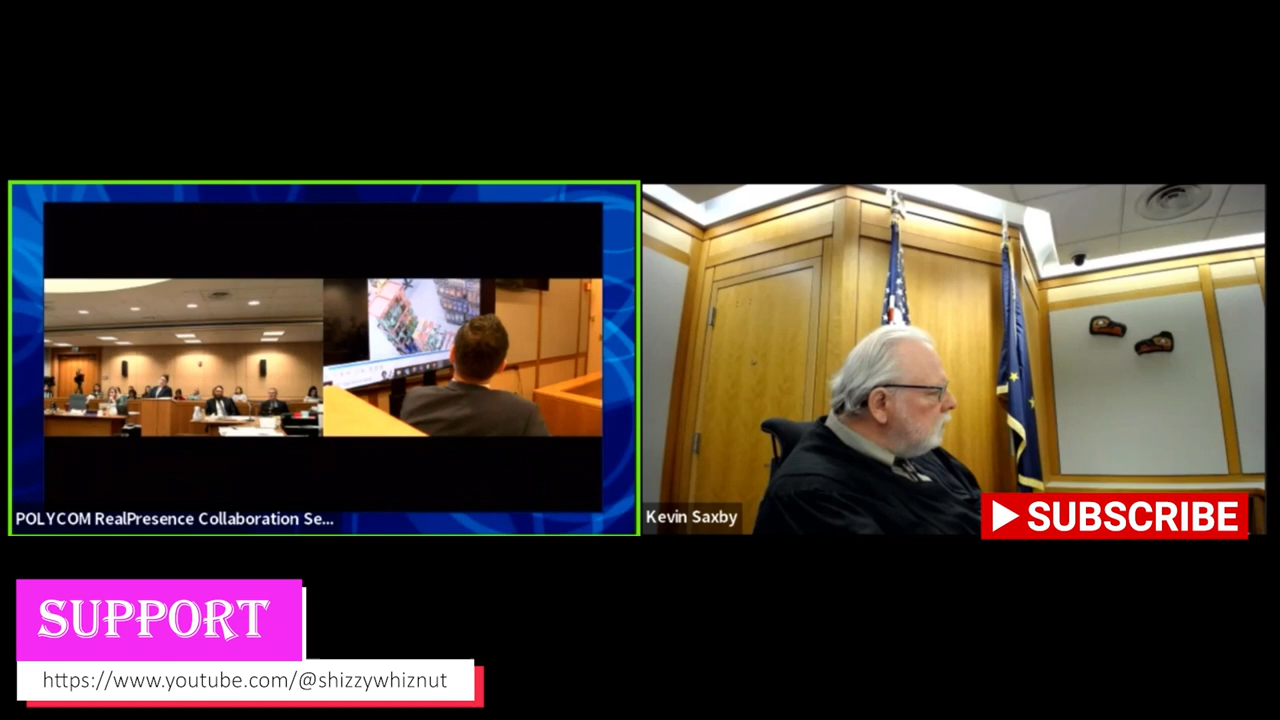 POLYCOM RealPresence Collaboration Se...
Kevin Saxby
SUBSCRIBE
SUPPORT
https://www.youtube.com/@shizzywhiznut